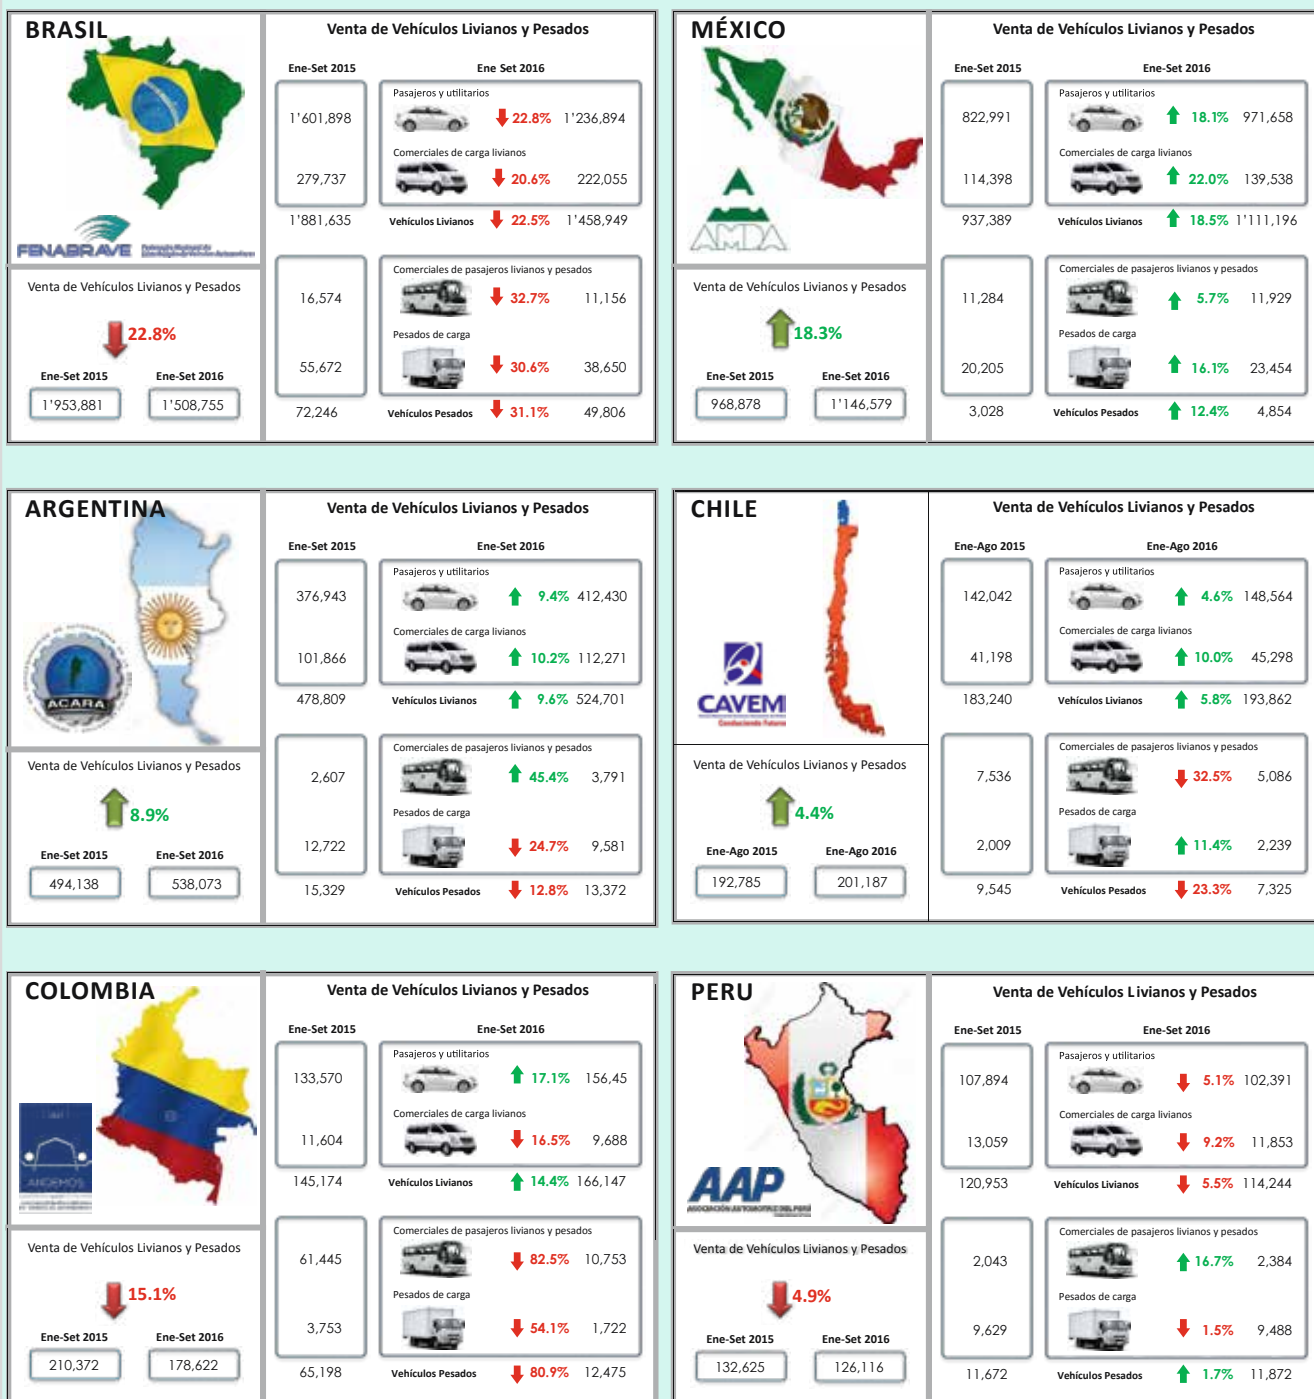 BRASIL
FENABRAVE
Venta de Vehículos Livianos y Pesados
22.8%
Ene-Set 2015 Ene-Set 2016
1'953,881 1'508,755
Venta de Vehículos Livianos y Pesados
Ene-Set 2015 Ene Set 2016
Pasajeros y utilitarios
1'601,898 22.8% 1'236,894
Comerciales de carga livianos
279,737 20.6% 222,055
1'881,635 Vehículos Livianos 22.5% 1'458,949
Comerciales de pasajeros livianos y pesados
16,574 32.7% 11,156
Pesados de carga
55,672 30.6% 38,650
72,246 Vehículos Pesados 31.1% 49,806
MÉXICO
AMDA
Venta de Vehículos Livianos y Pesados
18.3%
Ene-Set 2015 Ene-Set 2016
968,878 1'146,579
Venta de Vehículos Livianos y Pesados
Ene-Set 2015 Ene-Set 2016
Pasajeros y utilitarios
822,991 18.1% 971,658
Comerciales de carga livianos
114,398 22.0% 139,538
937,389 Vehículos Livianos 18.5% 1'111,196
Comerciales de pasajeros livianos y pesados
11,284 5.7% 11,929
Pesados de carga
20,205 16.1% 23,454
3,028 Vehículos Pesados 12.4% 4,854
ARGENTINA
ACARA
Venta de Vehículos Livianos y Pesados
8.9%
Ene-Set 2015 Ene-Set 2016
494,138 538,073
Venta de Vehículos Livianos y Pesados
Ene-Set 2015 Ene-Set 2016
Pasajeros y utilitarios
376,943 9.4% 412,430
Comerciales de carga livianos
101,866 10.2% 112,271
478,809 Vehículos Livianos 9.6% 524,701
Comerciales de pasajeros livianos y pesados
2,607 45.4% 3,791
Pesados de carga
12,722 24.7% 9,581
15,329 Vehículos Pesados 12.8% 13,372
CHILE
CAVEM
Conduciendo Futuro
Venta de Vehículos Livianos y Pesados
4.4%
Ene-Ago 2015 Ene-Ago 2016
192,785 201,187
Venta de Vehículos Livianos y Pesados
Ene-Ago 2015 Ene-Ago 2016
Pasajeros y utilitarios
142,042 4.6% 148,564
Comerciales de carga livianos
41,198 10.0% 45,298
183,240 Vehículos Livianos 5.8% 193,862
Comerciales de pasajeros livianos y pesados
7,536 32.5% 5,086
Pesados de carga
2,009 11.4% 2,239
9,545 Vehículos Pesados 23.3% 7,325
COLOMBIA
ANDEMOS
Venta de Vehículos Livianos y Pesados
15.1%
Ene-Set 2015 Ene-Set 2016
210,372 178,622
Venta de Vehículos Livianos y Pesados
Ene-Set 2015 Ene-Set 2016
Pasajeros y utilitarios
133,570 17.1% 156,45
Comerciales de carga livianos
11,604 16.5% 9,688
145,174 Vehículos Livianos 14.4% 166,147
Comerciales de pasajeros livianos y pesados
61,445 82.5% 10,753
Pesados de carga
3,753 54.1% 1,722
65,198 Vehículos Pesados 80.9% 12,475
PERU
AAP
ASOCIACIÓN AUTOMOTRIZ DEL PERÚ
Venta de Vehículos Livianos y Pesados
4.9%
Ene-Set 2015 Ene-Set 2016
132,625 126,116
Venta de Vehículos Livianos y Pesados
Ene-Set 2015 Ene-Set 2016
Pasajeros y utilitarios
107,894 5.1% 102,391
Comerciales de carga livianos
13,059 9.2% 11,853
120,953 Vehículos Livianos 5.5% 114,244
Comerciales de pasajeros livianos y pesados
2,043 16.7% 2,384
Pesados de carga
9,629 1.5% 9,488
11,672 Vehículos Pesados 1.7% 11,872